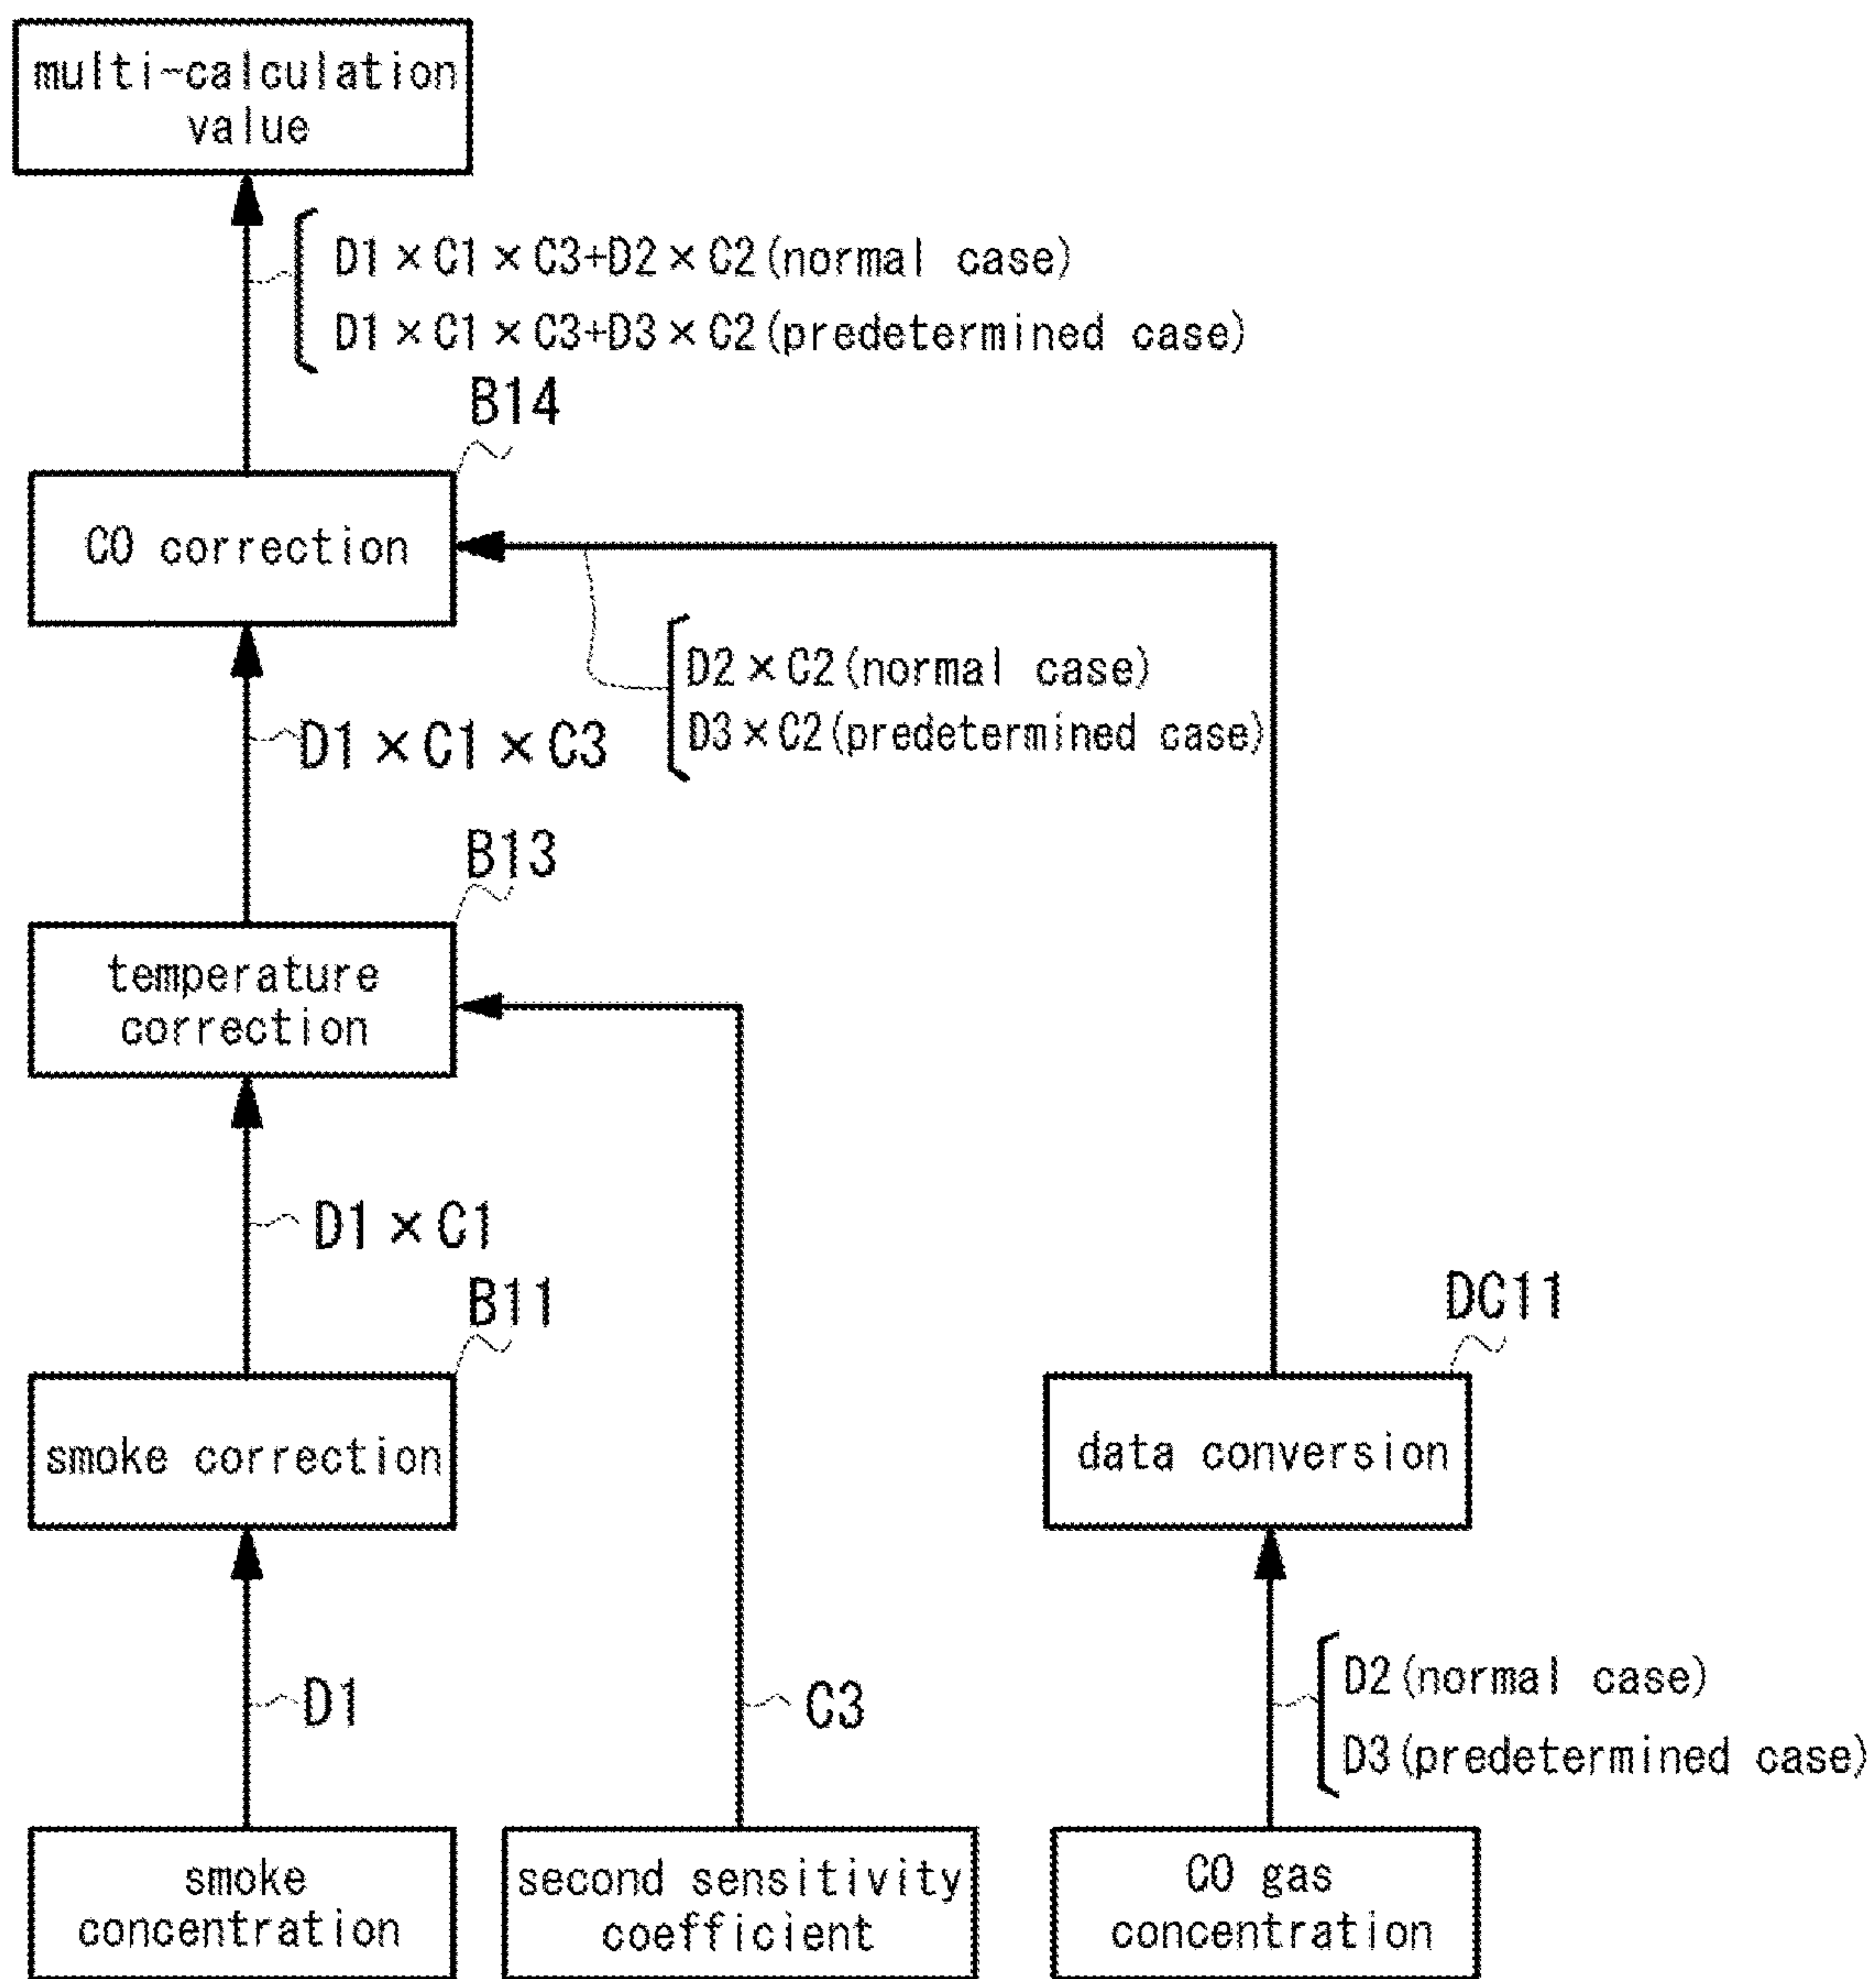 multi-calculation
value
D1×C1×C3+D2×C2(normal case)
D1×C1×C3+D3×C2(predetermined case)
B14
CO correction
D2×C2(normal case)
D3×C2(predetermined case)
D1×C1×C3
B13
temperature
correction
D1×C1
B11
DC11
smoke correction
data conversion
D1
C3
D2(normal case)
D3(predetermined case)
smoke
concentration
second sensitivity
coefficient
CO gas
concentration